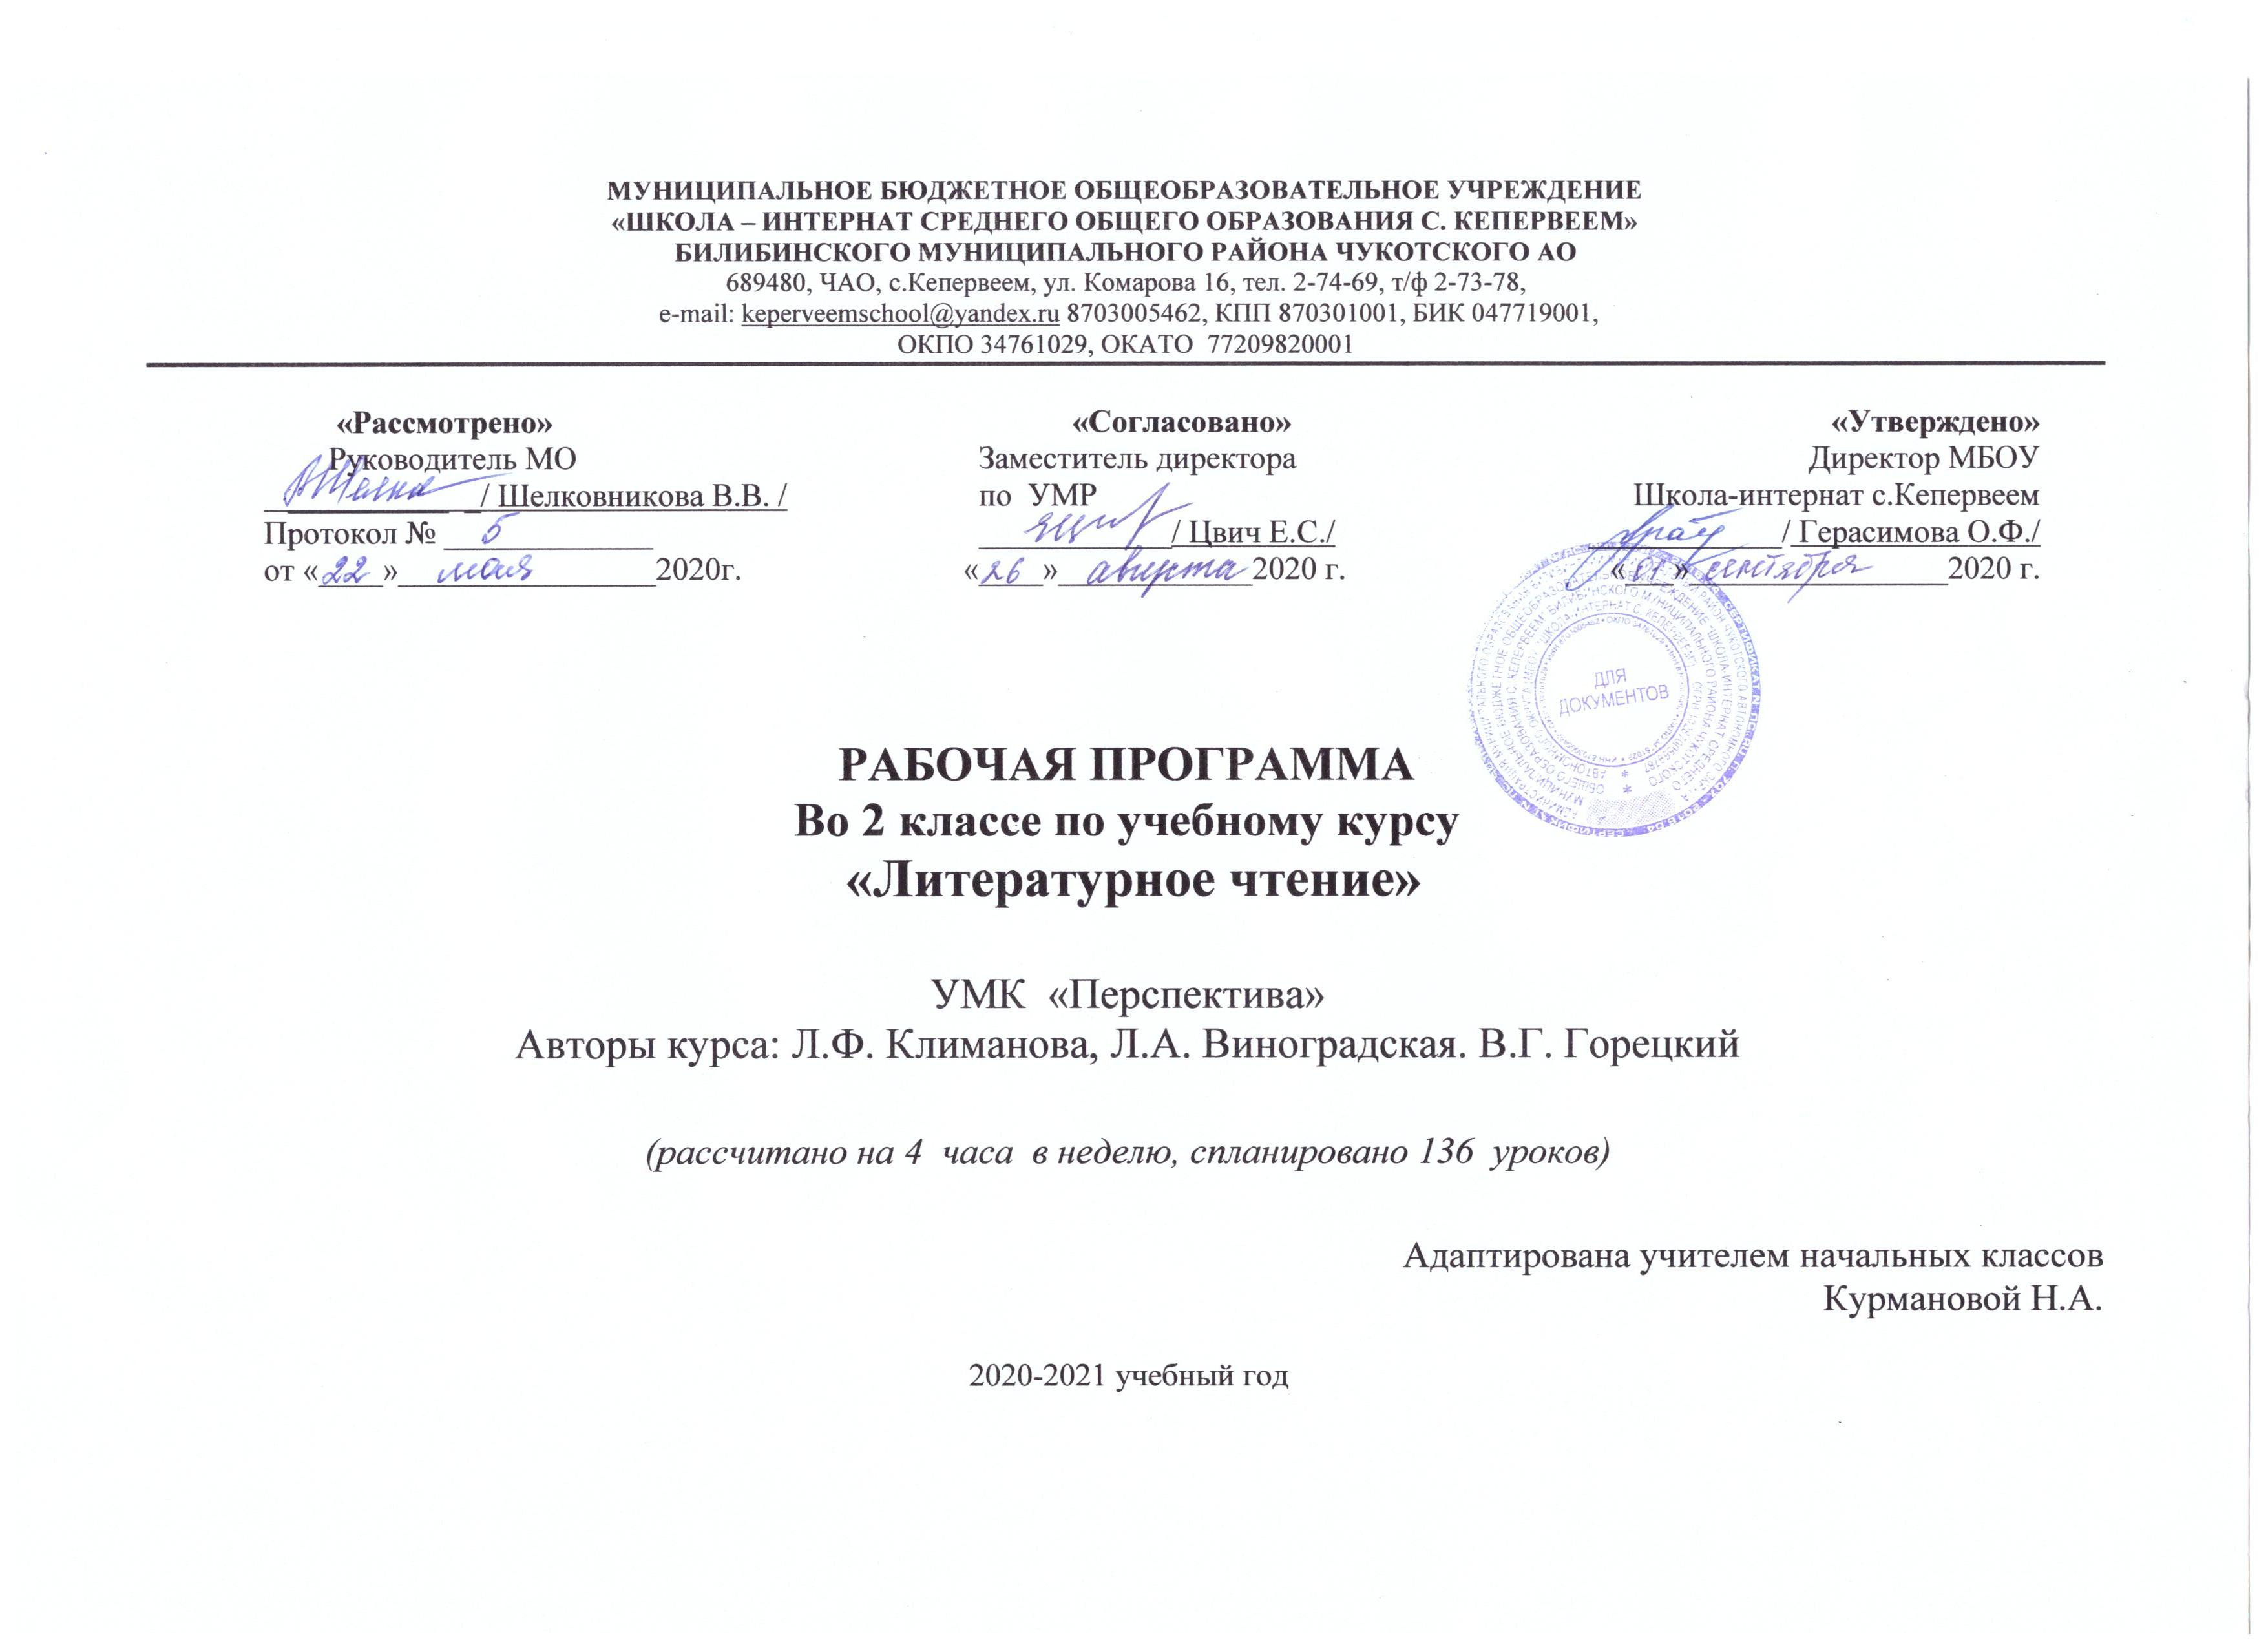 МУНИЦИПАЛЬНОЕ БЮДЖЕТНОЕ ОБЩЕОБРАЗОВАТЕЛЬНОЕ УЧРЕЖДЕНИЕ
«ШКОЛА – ИНТЕРНАТ СРЕДНЕГО ОБЩЕГО ОБРАЗОВАНИЯ С. КЕПЕРВЕЕМ»
БИЛИБИНСКОГО МУНИЦИПАЛЬНОГО РАЙОНА ЧУКОТСКОГО АО
689480, ЧАО, с.Кепервеем, ул. Комарова 16, тел. 2-74-69, т/ф 2-73-78,
e-mail: keperveemschool@yandex.ru 8703005462, КПП 870301001, БИК 047719001,
ОКПО 34761029, ОКАТО 77209820001
«Рассмотрено»
Руководитель МО
/ Шелковникова В.В. /
Протокол № 5
от «22» мая 2020г.
«Согласовано»
Заместитель директора
по УМР
/ Цвич Е.С./
«26» августа 2020 г.
«Утверждено»
Директор МБОУ
Школа-интернат с.Кепервеем
/ Герасимова О.Ф./
«01» сентября 2020 г.
ДЛЯ
ДОКУМЕНТОВ
РАБОЧАЯ ПРОГРАММА
Во 2 классе по учебному курсу
«Литературное чтение»
УМК «Перспектива»
Авторы курса: Л.Ф. Климанова, Л.А. Виноградская. В.Г. Горецкий
(рассчитано на 4 часа в неделю, спланировано 136 уроков)
Адаптирована учителем начальных классов
Курмановой Н.А.
2020-2021 учебный год